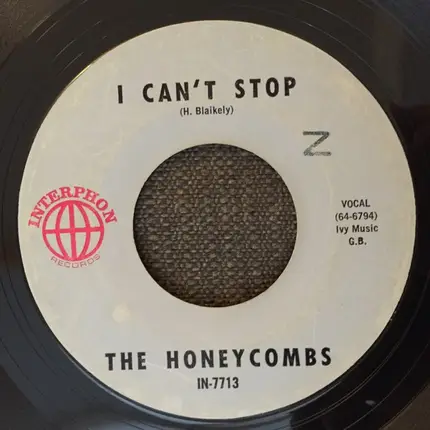 I CAN'T STOP
(H. Blaikely)
Z
INTERPHON
RECORDS
VOCAL
(64-6794)
Ivy Music
G.B.
THE HONEYCOMBS
IN-7713